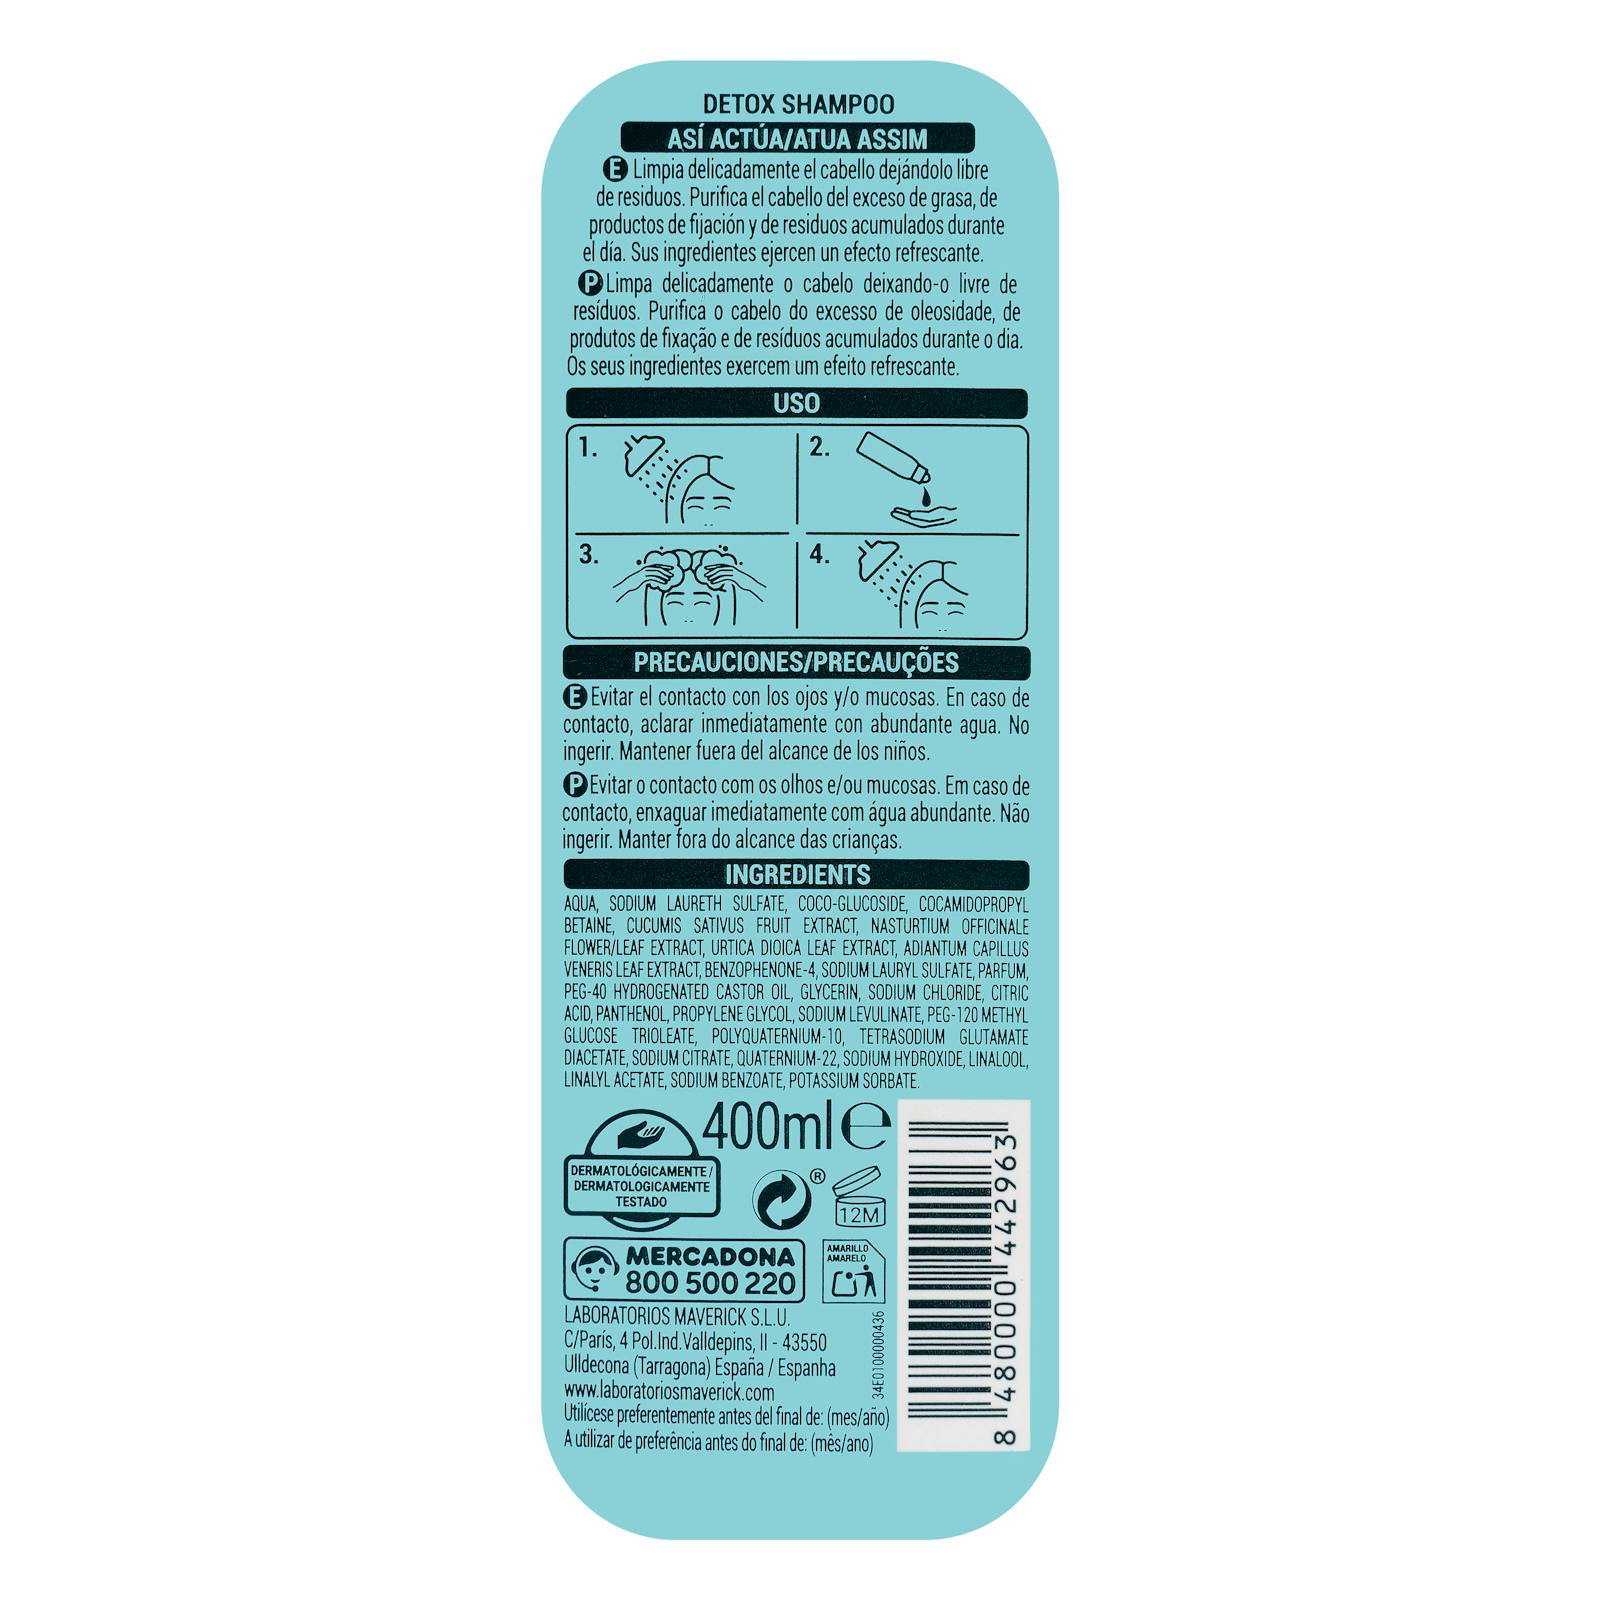 DETOX SHAMPOO
ASÍ ACTÚA/ATUA ASSIM
E Limpia delicadamente el cabello dejándolo libre
de residuos. Purifica el cabello del exceso de grasa, de
productos de fijación y de residuos acumulados durante
el día. Sus ingredientes ejercen un efecto refrescante.
P Limpa delicadamente o cabelo deixando-o livre de
resíduos. Purifica o cabelo do excesso de oleosidade, de
produtos de fixação e de resíduos acumulados durante o dia.
Os seus ingredientes exercem um efeito refrescante.
USO
1.
2.
3.
4.
PRECAUCIONES/PRECAUÇÕES
E Evitar el contacto con los ojos y/o mucosas. En caso de
contacto, aclarar inmediatamente con abundante agua. No
ingerir. Mantener fuera del alcance de los niños.
P Evitar o contacto com os olhos e/ou mucosas. Em caso de
contacto, enxaguar imediatamente com água abundante. Não
ingerir. Manter fora do alcance das crianças.
INGREDIENTS
AQUA, SODIUM LAURETH SULFATE, COCO-GLUCOSIDE, COCAMIDOPROPYL
BETAINE, CUCUMIS SATIVUS FRUIT EXTRACT, NASTURTIUM OFFICINALE
FLOWER/LEAF EXTRACT, URTICA DIOICA LEAF EXTRACT, ADIANTUM CAPILLUS
VENERIS LEAF EXTRACT, BENZOPHENONE-4, SODIUM LAURYL SULFATE, PARFUM,
PEG-40 HYDROGENATED CASTOR OIL, GLYCERIN, SODIUM CHLORIDE, CITRIC
ACID, PANTHENOL, PROPYLENE GLYCOL, SODIUM LEVULINATE, PEG-120 METHYL
GLUCOSE TRIOLEATE, POLYQUATERNIUM-10, TETRASODIUM GLUTAMATE
DIACETATE, SODIUM CITRATE, QUATERNIUM-22, SODIUM HYDROXIDE, LINALOOL,
LINALYL ACETATE, SODIUM BENZOATE, POTASSIUM SORBATE.
400ml e
DERMATOLÓGICAMENTE/
DERMATOLOGICAMENTE
TESTADO
®
12M
MERCADONA
800 500 220
AMARILLO
AMARELO
LABORATORIOS MAVERICK S.L.U.
C/París, 4 Pol.Ind.Valldepins, II - 43550
Ulldecona (Tarragona) España / Espanha
www.laboratoriosmaverick.com
Utilícese preferentemente antes del final de: (mes/año)
A utilizar de preferência antes do final de: (mês/ano)
34E0100000436
8 480000 442963